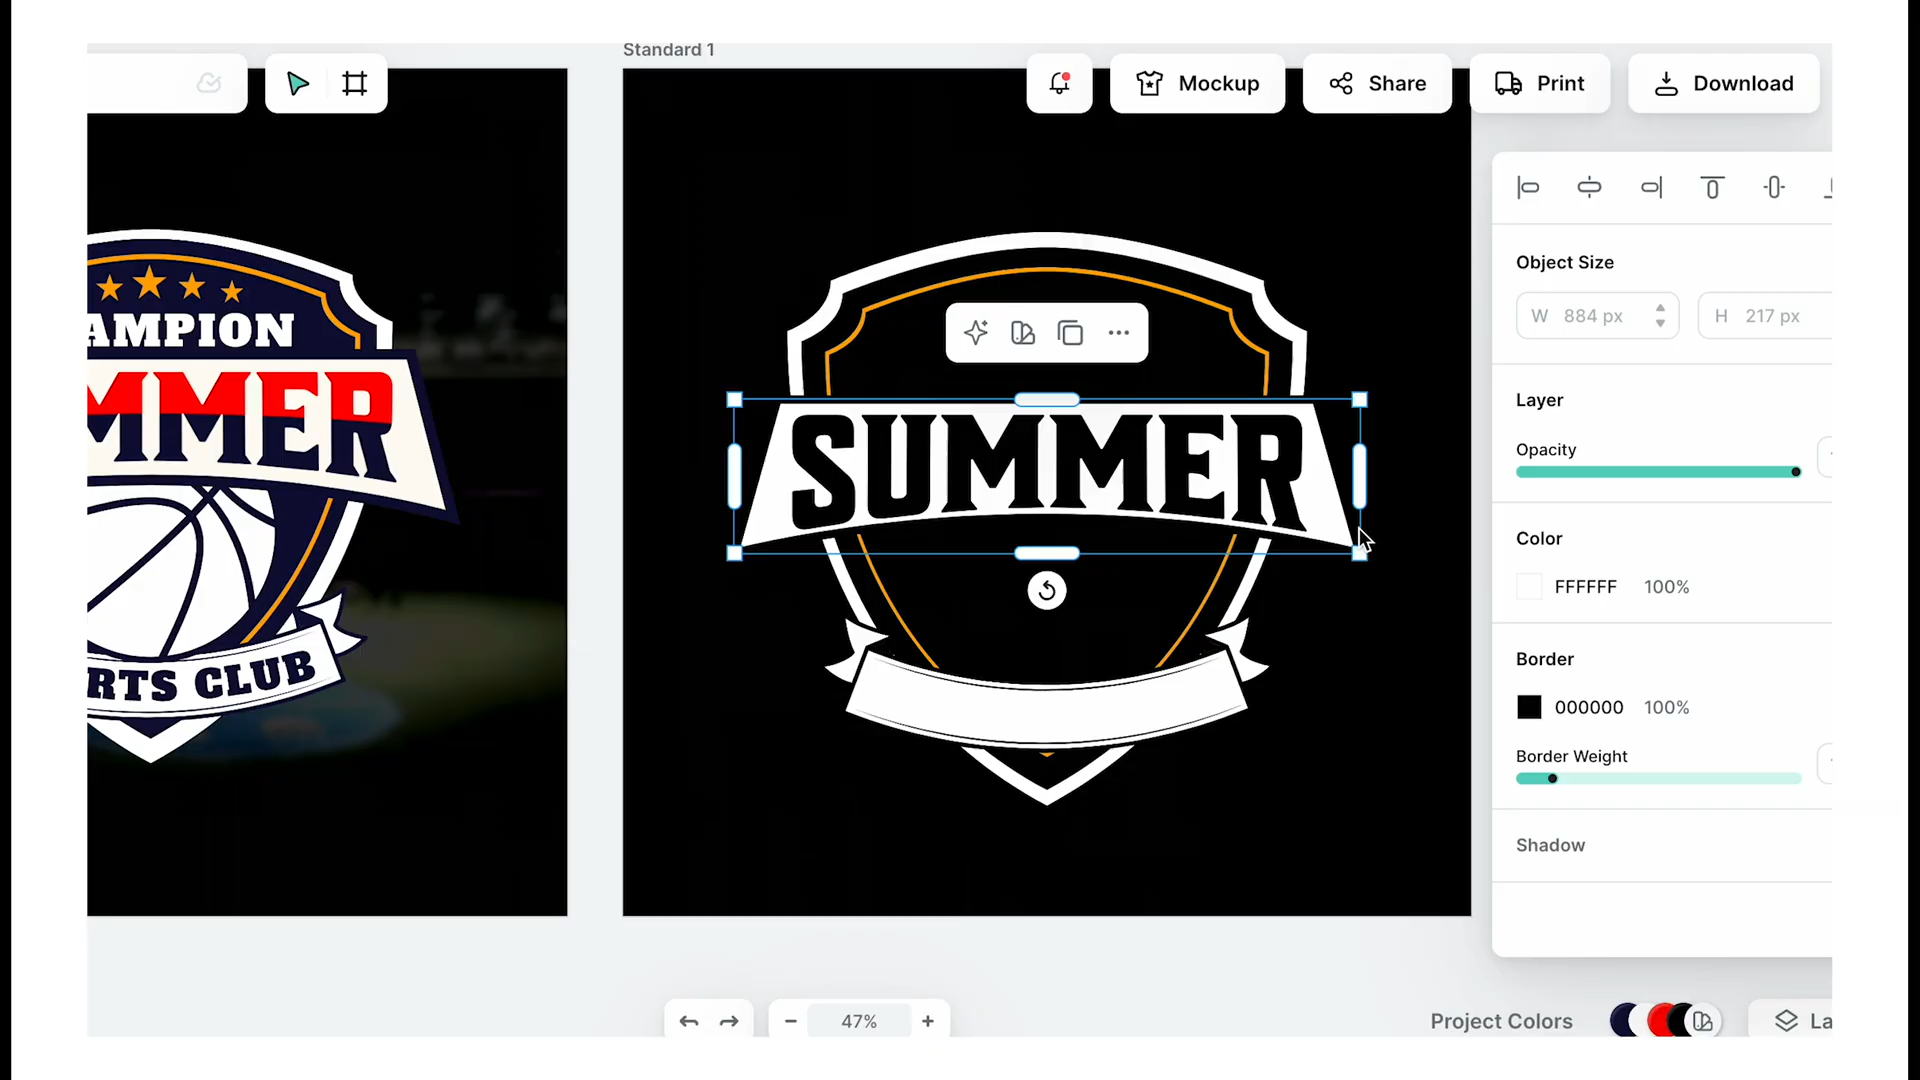 Standard 1
Mockup
Share
Print
Download
AMPION
MMER
RTS CLUB
SUMMER
Object Size
W 884 px
H 217 px
Layer
Opacity
Color
FFFFFF 100%
Border
000000 100%
Border Weight
Shadow
47%
Project Colors
La